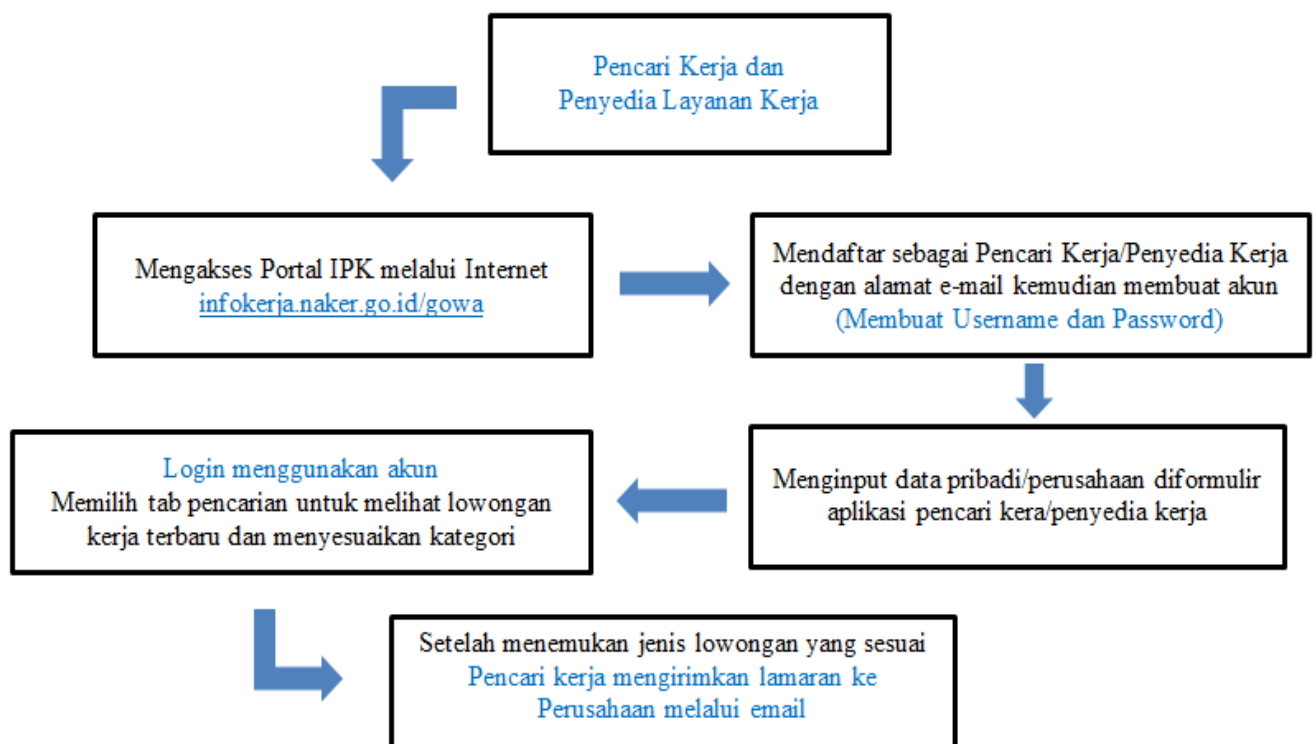 Pencari Kerja dan
Penyedia Layanan Kerja
Mengakses Portal IPK melalui Internet
infokerja.naker.go.id/gowa
Mendaftar sebagai Pencari Kerja/Penyedia Kerja
dengan alamat e-mail kemudian membuat akun
(Membuat Username dan Password)
Menginput data pribadi/perusahaan diformulir
aplikasi pencari kera/penyedia kerja
Login menggunakan akun
Memilih tab pencarian untuk melihat lowongan
kerja terbaru dan menyesuaikan kategori
Setelah menemukan jenis lowongan yang sesuai
Pencari kerja mengirimkan lamaran ke
Perusahaan melalui email